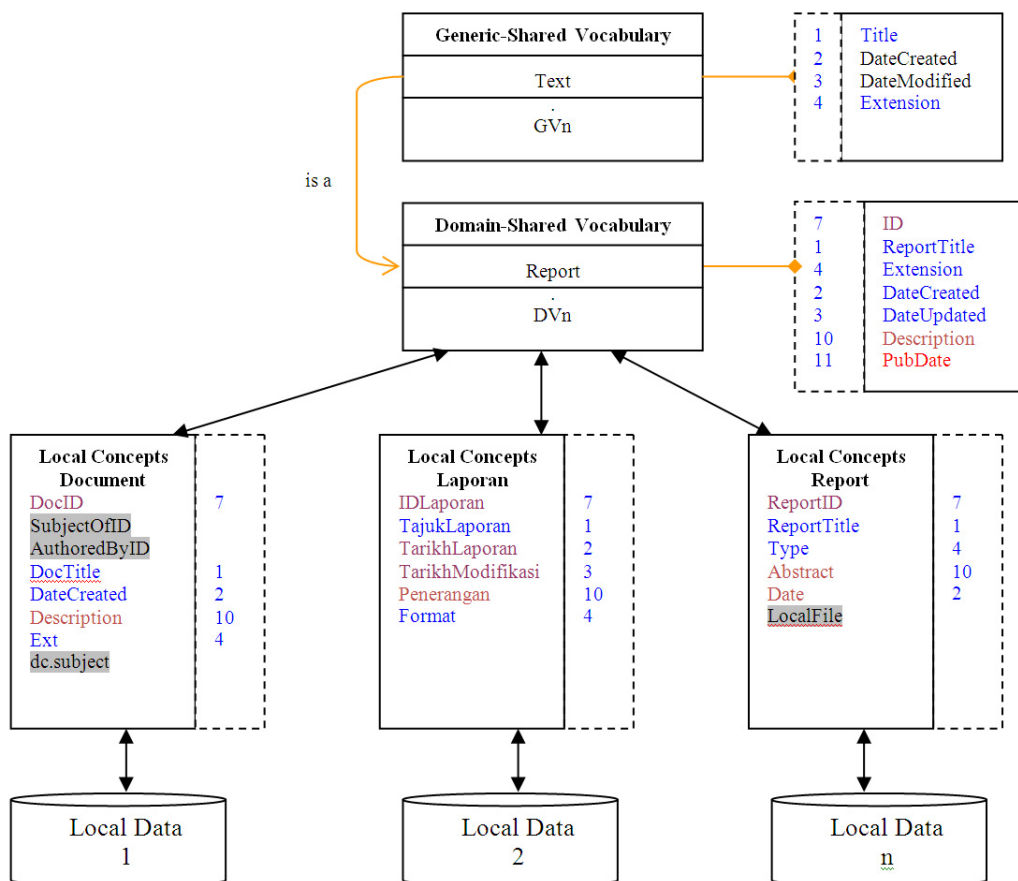 Generic-Shared Vocabulary
Text
.
GVn
1 Title
2 DateCreated
3 DateModified
4 Extension
is a
Domain-Shared Vocabulary
Report
.
DVn
7 ID
1 ReportTitle
4 Extension
2 DateCreated
3 DateUpdated
10 Description
11 PubDate
Local Concepts
Document
DocID 7
SubjectOfID
AuthoredByID
DocTitle 1
DateCreated 2
Description 10
Ext 4
dc.subject
Local Concepts
Laporan
IDLaporan 7
TajukLaporan 1
TarikhLaporan 2
TarikhModifikasi 3
Penerangan 10
Format 4
Local Concepts
Report
ReportID 7
ReportTitle 1
Type 4
Abstract 10
Date 2
LocalFile
Local Data
1
Local Data
2
Local Data
n